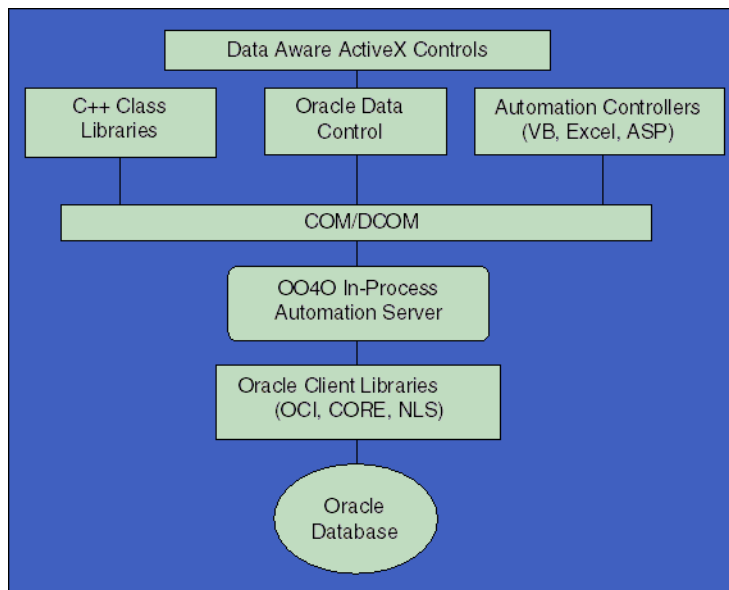 Data Aware ActiveX Controls
C++ Class
Libraries
Oracle Data
Control
Automation Controllers
(VB, Excel, ASP)
COM/DCOM
OO4O In-Process
Automation Server
Oracle Client Libraries
(OCI, CORE, NLS)
Oracle
Database